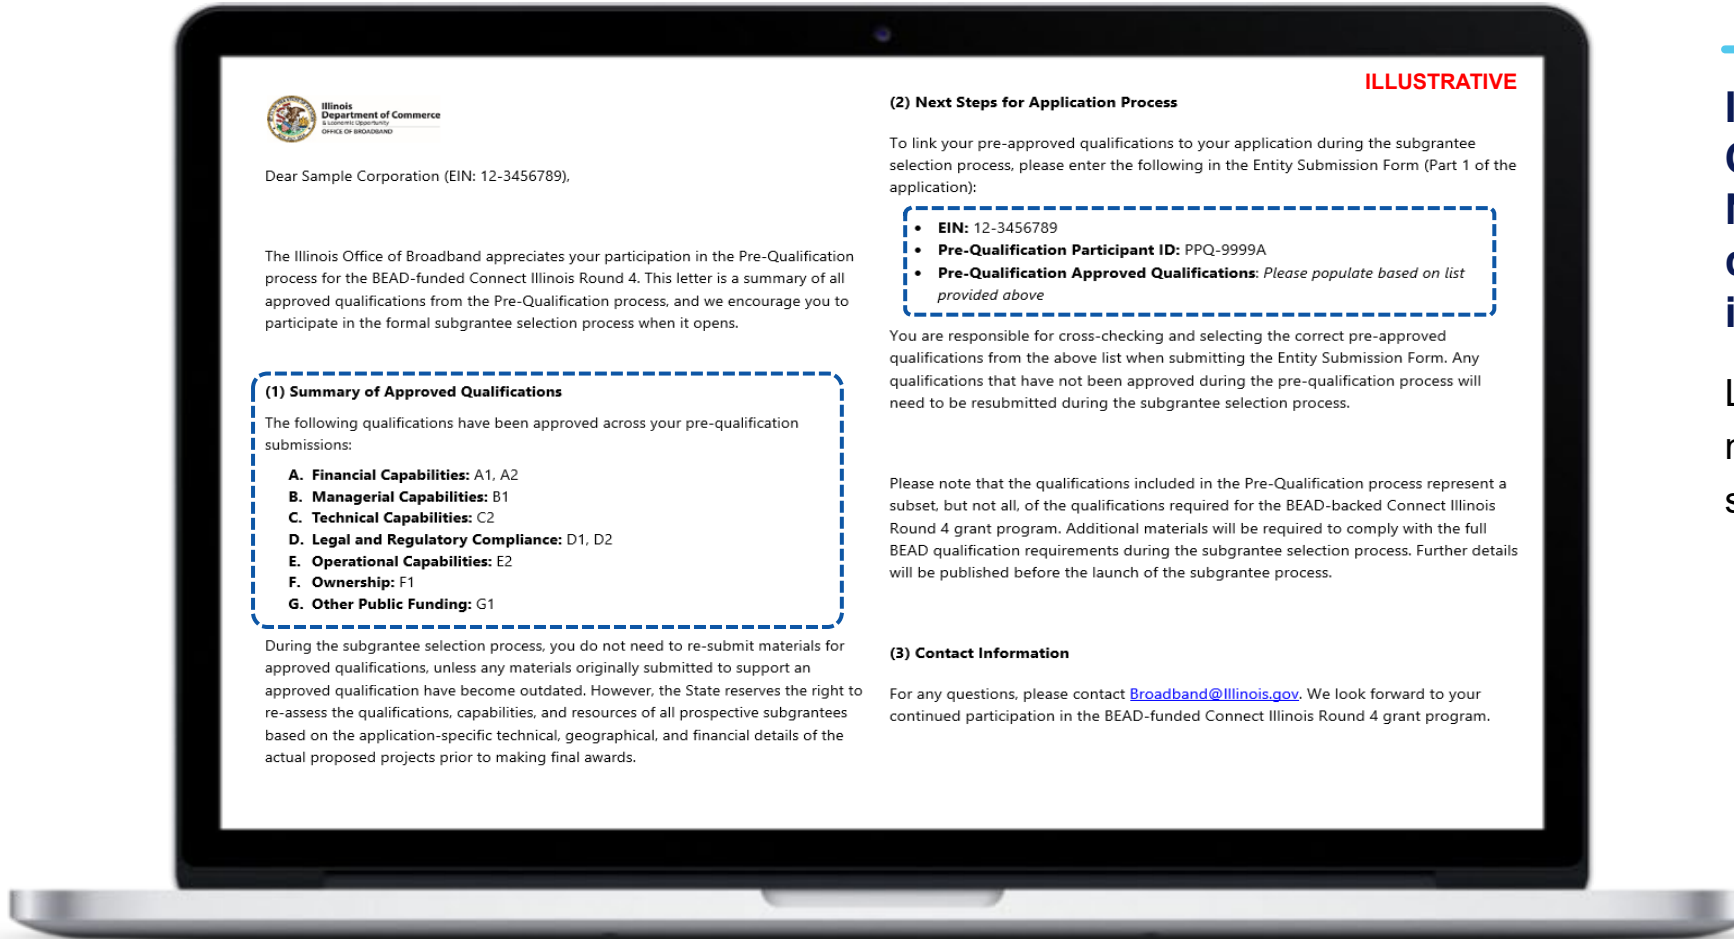 ILLUSTRATIVE
Illinois
Department of Commerce
& Economic Opportunity
OFFICE OF BROADBAND
Dear Sample Corporation (EIN: 12-3456789),
The Illinois Office of Broadband appreciates your participation in the Pre-Qualification
process for the BEAD-funded Connect Illinois Round 4. This letter is a summary of all
approved qualifications from the Pre-Qualification process, and we encourage you to
participate in the formal subgrantee selection process when it opens.
(1) Summary of Approved Qualifications
The following qualifications have been approved across your pre-qualification
submissions:
A. Financial Capabilities: A1, A2
B. Managerial Capabilities: B1
C. Technical Capabilities: C2
D. Legal and Regulatory Compliance: D1, D2
E. Operational Capabilities: E2
F. Ownership: F1
G. Other Public Funding: G1
During the subgrantee selection process, you do not need to re-submit materials for
approved qualifications, unless any materials originally submitted to support an
approved qualification have become outdated. However, the State reserves the right to
re-assess the qualifications, capabilities, and resources of all prospective subgrantees
based on the application-specific technical, geographical, and financial details of the
actual proposed projects prior to making final awards.
(2) Next Steps for Application Process
To link your pre-approved qualifications to your application during the subgrantee
selection process, please enter the following in the Entity Submission Form (Part 1 of the
application):
• EIN: 12-3456789
• Pre-Qualification Participant ID: PPQ-9999A
• Pre-Qualification Approved Qualifications: Please populate based on list
provided above
You are responsible for cross-checking and selecting the correct pre-approved
qualifications from the above list when submitting the Entity Submission Form. Any
qualifications that have not been approved during the pre-qualification process will
need to be resubmitted during the subgrantee selection process.
Please note that the qualifications included in the Pre-Qualification process represent a
subset, but not all, of the qualifications required for the BEAD-backed Connect Illinois
Round 4 grant program. Additional materials will be required to comply with the full
BEAD qualification requirements during the subgrantee selection process. Further details
will be published before the launch of the subgrantee process.
(3) Contact Information
For any questions, please contact Broadband@Illinois.gov. We look forward to your
continued participation in the BEAD-funded Connect Illinois Round 4 grant program.